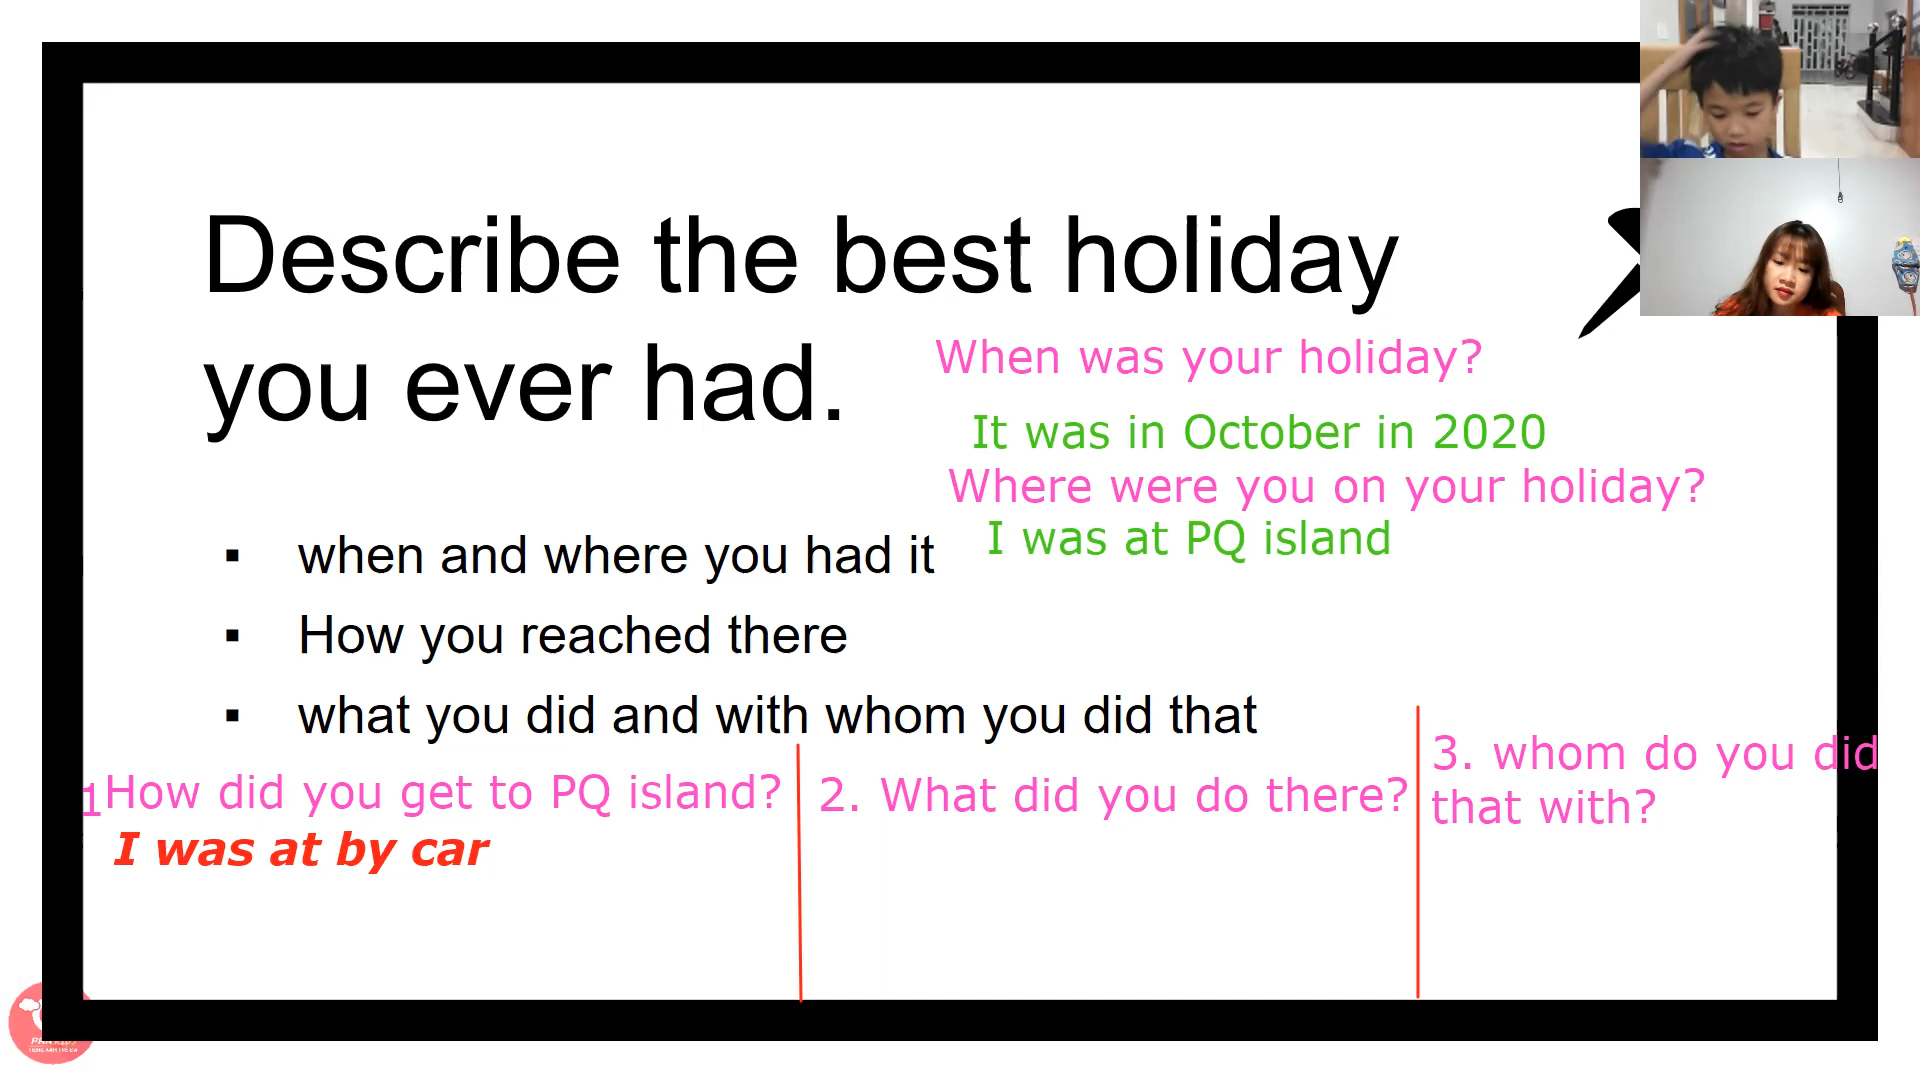 Describe the best holiday
you ever had.
When was your holiday?
It was in October in 2020
Where were you on your holiday?
I was at PQ island
▪ when and where you had it
▪ How you reached there
▪ what you did and with whom you did that
1How did you get to PQ island?
I was at by car
2. What did you do there?
3. whom do you did
that with?